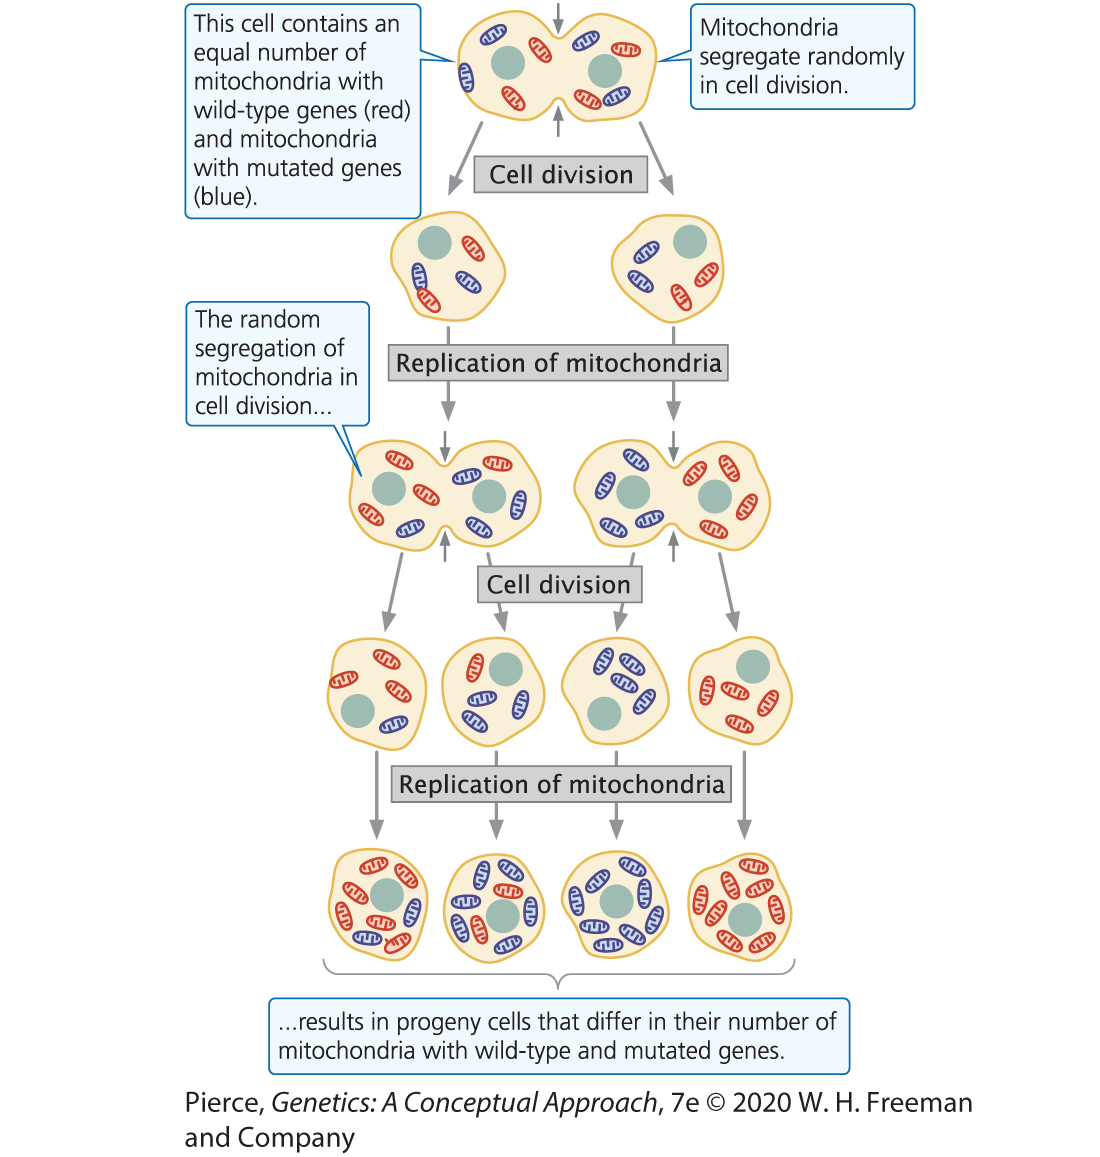 This cell contains an
equal number of
mitochondria with
wild-type genes (red)
and mitochondria
with mutated genes
(blue).
Mitochondria
segregate randomly
in cell division.
Cell division
The random
segregation of
mitochondria in
cell division...
Replication of mitochondria
Cell division
Replication of mitochondria
...results in progeny cells that differ in their number of
mitochondria with wild-type and mutated genes.
Pierce, Genetics: A Conceptual Approach, 7e © 2020 W. H. Freeman
and Company